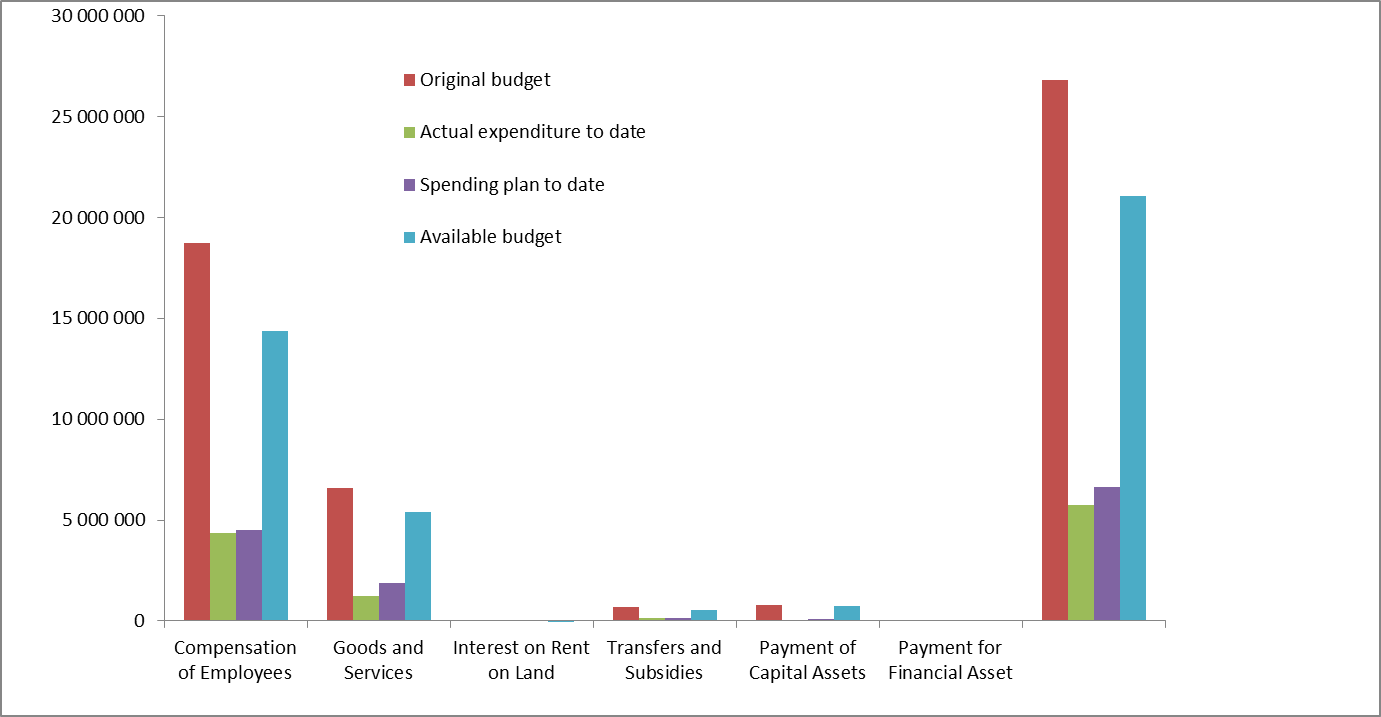 30 000 000
25 000 000
20 000 000
15 000 000
10 000 000
5 000 000
0
Original budget
Actual expenditure to date
Spending plan to date
Available budget
Compensation
of Employees
Goods and
Services
Interest on Rent
on Land
Transfers and
Subsidies
Payment of
Capital Assets
Payment for
Financial Asset